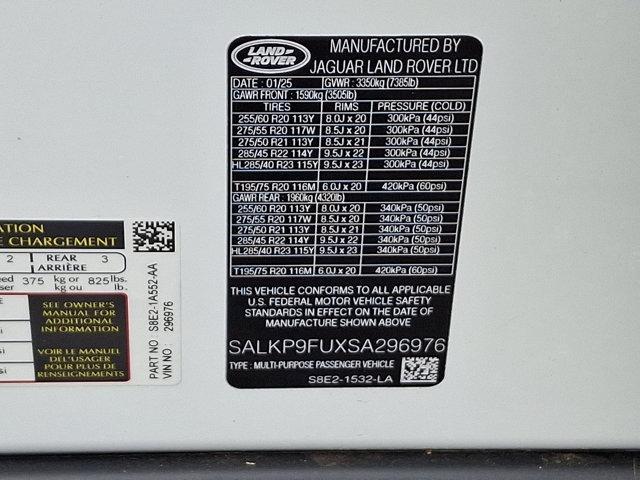 LAND
ROVER
MANUFACTURED BY
JAGUAR LAND ROVER LTD
DATE : 01/25 GVWR : 3350kg (7385lb)
GAWR FRONT : 1590kg (3505lb)
TIRES RIMS PRESSURE (COLD)
255/60 R20 113Y 8.0J x 20 300kPa (44psi)
275/55 R20 117W 8.5J x 20 300kPa (44psi)
275/50 R21 113Y 8.5J x 21 300kPa (44psi)
285/45 R22 114Y 9.5J x 22 300kPa (44psi)
HL285/40 R23 115Y 9.5J x 23 300kPa (44psi)
T195/75 R20 116M 6.0J x 20 420kPa (60psi)
GAWR REAR : 1960kg (4320lb)
255/60 R20 113Y 8.0J x 20 340kPa (50psi)
275/55 R20 117W 8.5J x 20 340kPa (50psi)
275/50 R21 113Y 8.5J x 21 340kPa (50psi)
285/45 R22 114Y 9.5J x 22 340kPa (50psi)
HL285/40 R23 115Y 9.5J x 23 340kPa (50psi)
T195/75 R20 116M 6.0J x 20 420kPa (60psi)
THIS VEHICLE CONFORMS TO ALL APPLICABLE
U.S. FEDERAL MOTOR VEHICLE SAFETY
STANDARDS IN EFFECT ON THE DATE OF
MANUFACTURE SHOWN ABOVE
SALKP9FUXSA296976
TYPE : MULTI-PURPOSE PASSENGER VEHICLE
S8E2-1532-LA
CHARGEMENT
2 REAR 3
ARRIÈRE
375 kg or 825 lbs.
kg ou lb.
SEE OWNER'S
MANUAL FOR
ADDITIONAL
INFORMATION
VOIR LE MANUEL
DEL'USAGER
POUR PLUS DE
RENSEIGNEMENTS
PART NO : S8E2-1A552-AA
VIN NO : 296976